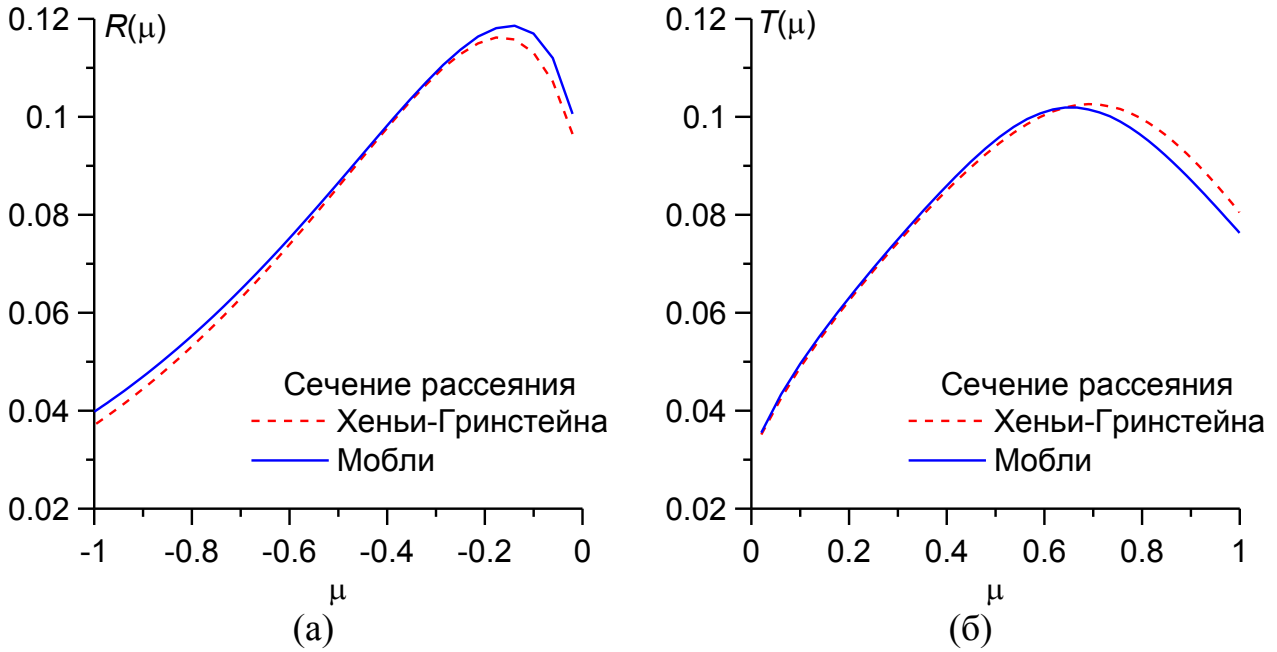 R(μ)
0.12
0.1
0.08
0.06
0.04
0.02
-1
-0.8
-0.6
-0.4
-0.2
0
μ
Сечение рассеяния
Хеньи-Гринстейна
Мобли
(а)
T(μ)
0.12
0.1
0.08
0.06
0.04
0.02
0
0.2
0.4
0.6
0.8
1
μ
Сечение рассеяния
Хеньи-Гринстейна
Мобли
(б)